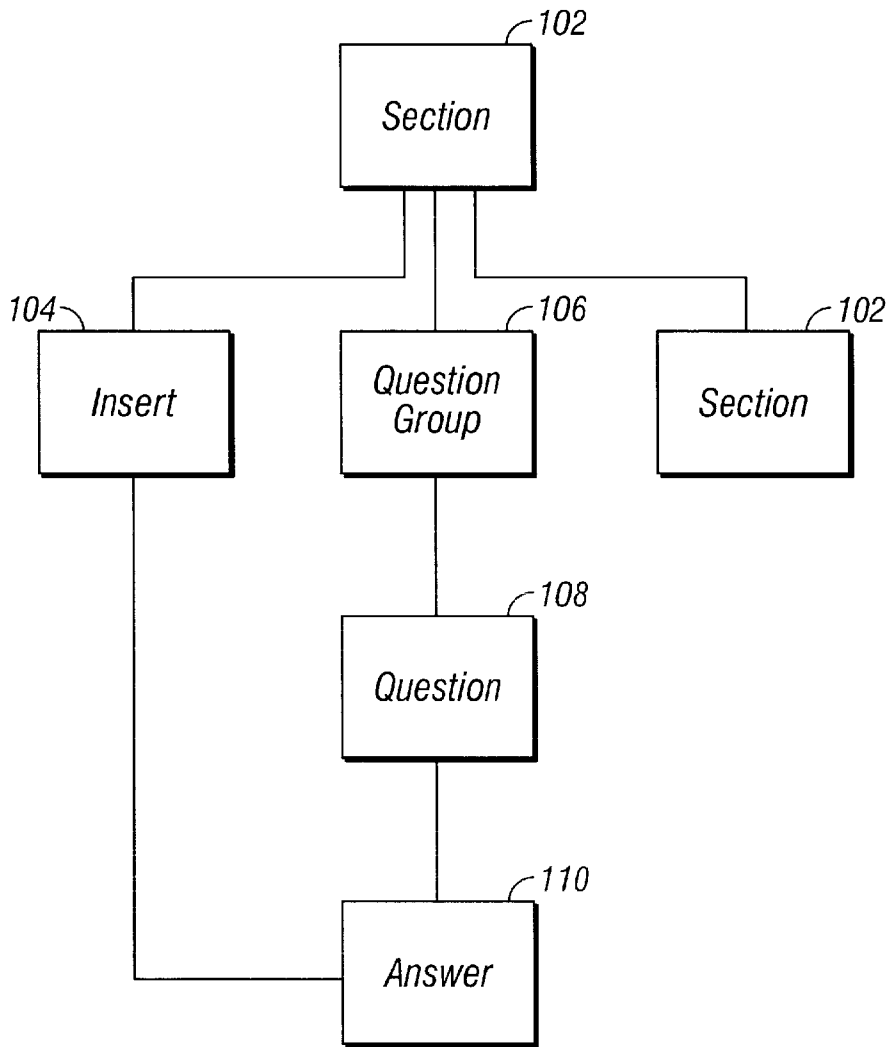 102
Section
104
106
102
Insert
Question
Group
Section
108
Question
110
Answer